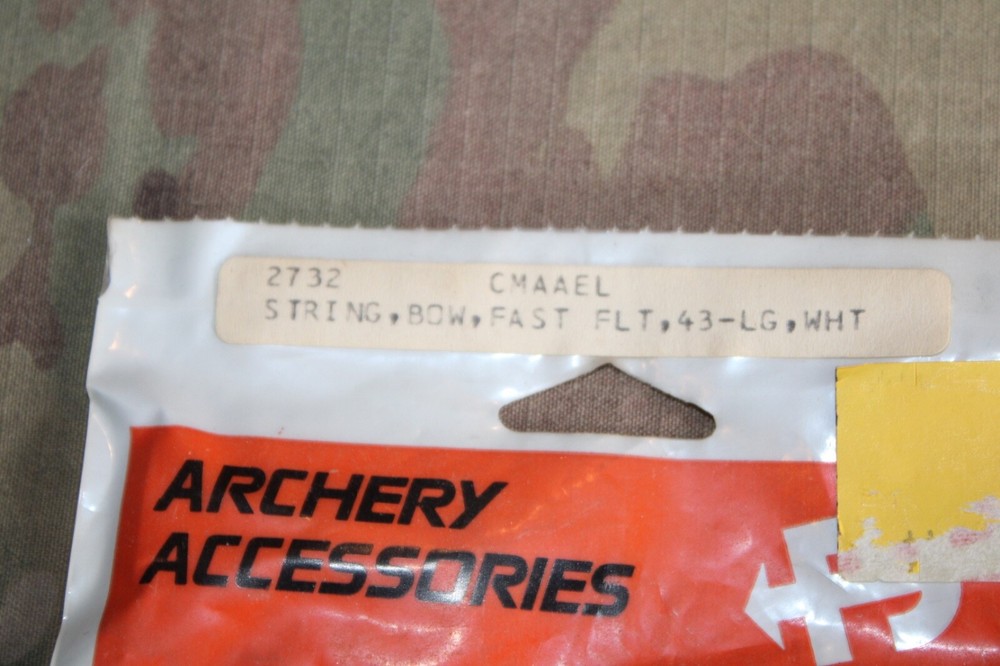 2732 CMAAEL
STRING,BOW,FAST FLT,43-LG,WHT
ARCHERY
ACCESSORIES